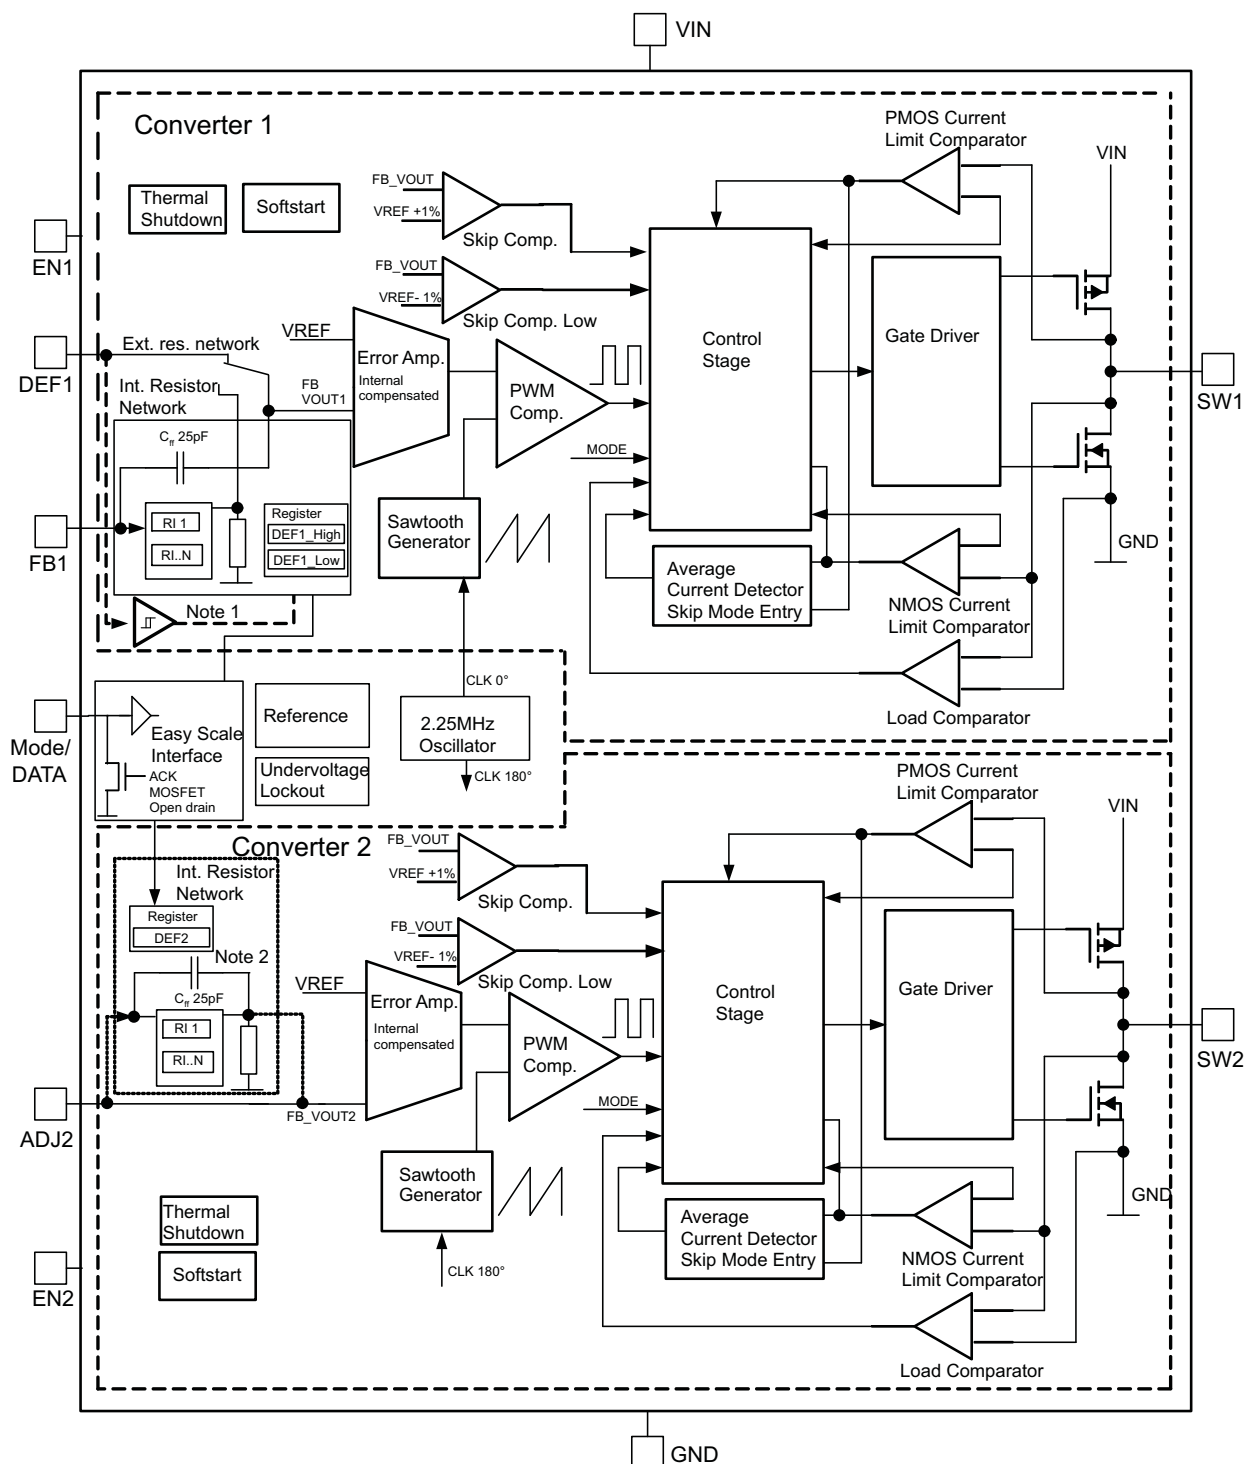 VIN
Converter 1
PMOS Current
Limit Comparator
VIN
Thermal
Shutdown
Softstart
FB_VOUT
VREF +1%
Skip Comp.
EN1
FB_VOUT
VREF- 1%
Skip Comp. Low
VREF
Error Amp.
Internal
compensated
Control
Stage
Gate Driver
Ext. res. network
DEF1
Int. Resistor
Network
FB
VOUT1
PWM
Comp.
SW1
Cff 25pF
MODE
RI 1
RI..N
Register
DEF1_High
DEF1_Low
Sawtooth
Generator
FB1
GND
Average
Current Detector
Skip Mode Entry
NMOS Current
Limit Comparator
Note 1
CLK 0°
Load Comparator
Mode/
DATA
Easy Scale
Interface
ACK
MOSFET
Open drain
Reference
2.25MHz
Oscillator
Undervoltage
Lockout
CLK 180°
PMOS Current
Limit Comparator
VIN
Converter 2
FB_VOUT
VREF +1%
Skip Comp.
Int. Resistor
Network
Register
DEF2
Note 2
FB_VOUT
VREF- 1%
Skip Comp. Low
VREF
Error Amp.
Internal
compensated
Control
Stage
Gate Driver
Cff 25pF
RI 1
RI..N
PWM
Comp.
SW2
MODE
ADJ2
FB_VOUT2
Sawtooth
Generator
GND
Thermal
Shutdown
Average
Current Detector
Skip Mode Entry
NMOS Current
Limit Comparator
Softstart
CLK 180°
EN2
Load Comparator
GND